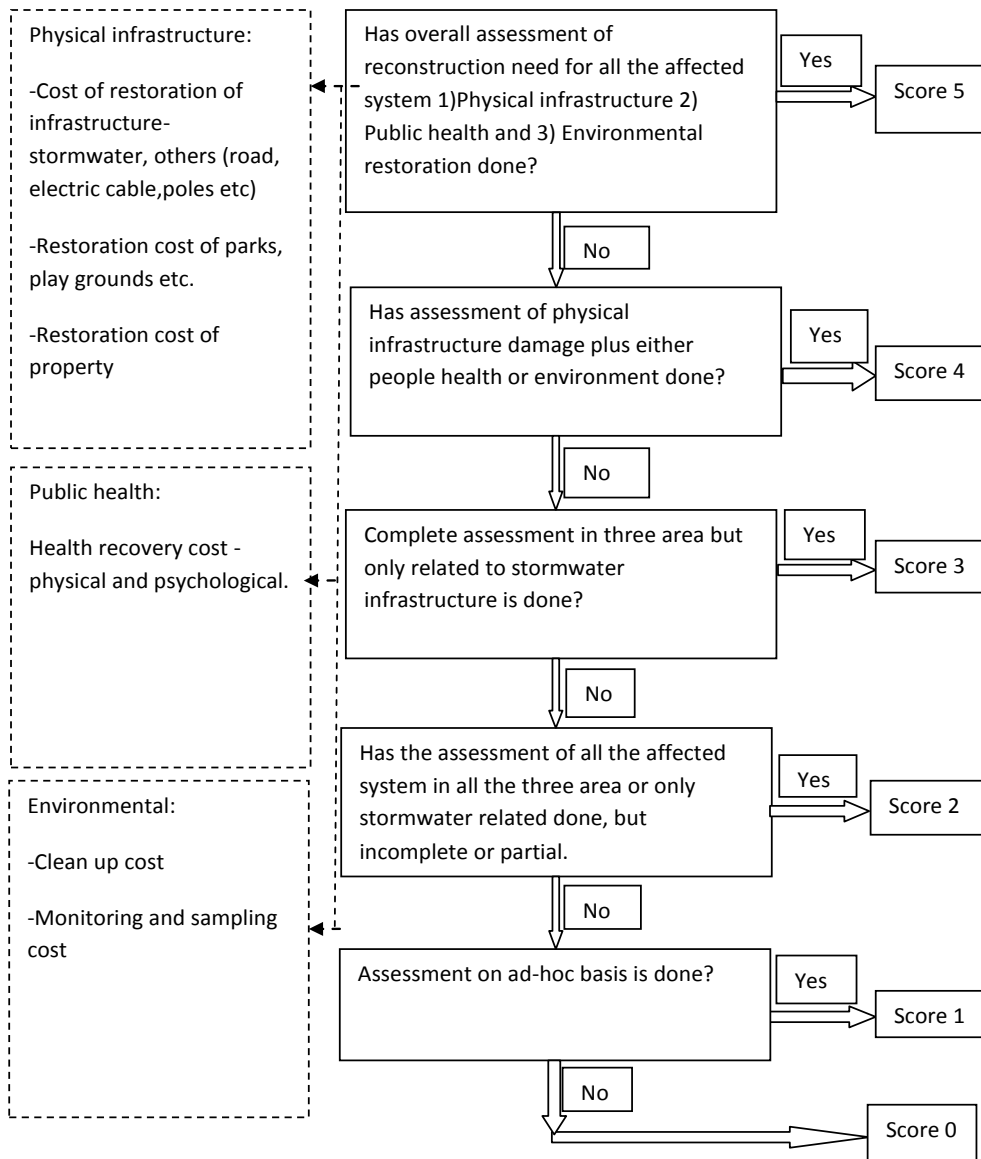 Physical infrastructure:
-Cost of restoration of
infrastructure-
stormwater, others (road,
electric cable,poles etc)
-Restoration cost of parks,
play grounds etc.
-Restoration cost of
property
Public health:
Health recovery cost -
physical and psychological.
Environmental:
-Clean up cost
-Monitoring and sampling
cost
Has overall assessment of
reconstruction need for all the affected
system 1)Physical infrastructure 2)
Public health and 3) Environmental
restoration done?
Yes
Score 5
No
Has assessment of physical
infrastructure damage plus either
people health or environment done?
Yes
Score 4
No
Complete assessment in three area but
only related to stormwater
infrastructure is done?
Yes
Score 3
No
Has the assessment of all the affected
system in all the three area or only
stormwater related done, but
incomplete or partial.
Yes
Score 2
No
Assessment on ad-hoc basis is done?
Yes
Score 1
No
Score 0